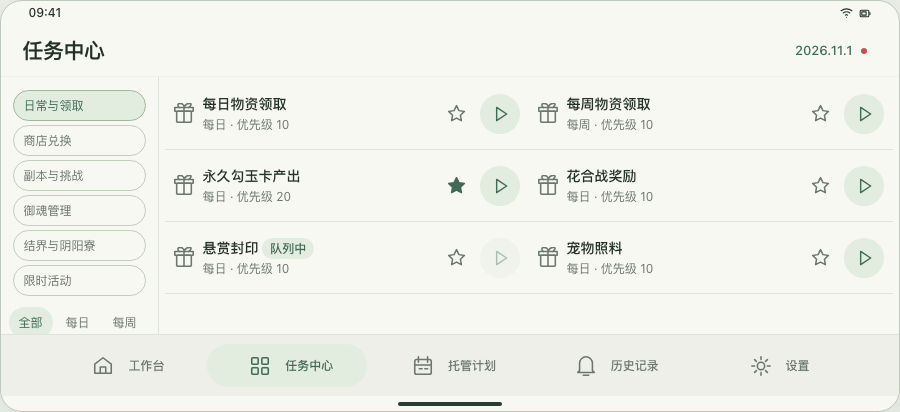 09:41
任务中心
2026.11.1
日常与领取
商店兑换
副本与挑战
御魂管理
结界与阴阳寮
限时活动
全部 每日 每周
每日物资领取
每日 · 优先级 10
每周物资领取
每周 · 优先级 10
永久勾玉卡产出
每日 · 优先级 20
花合战奖励
每日 · 优先级 10
悬赏封印 队列中
每日 · 优先级 10
宠物照料
每日 · 优先级 10
工作台
任务中心
托管计划
历史记录
设置